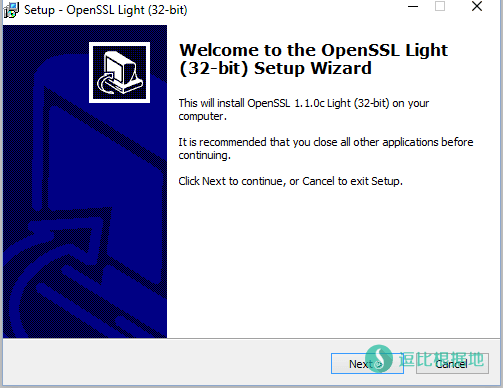 Setup - OpenSSL Light (32-bit)
Welcome to the OpenSSL Light
(32-bit) Setup Wizard
This will install OpenSSL 1.1.0c Light (32-bit) on your
computer.
It is recommended that you close all other applications before
continuing.
Click Next to continue, or Cancel to exit Setup.
Next >
Cancel
逗比根据地